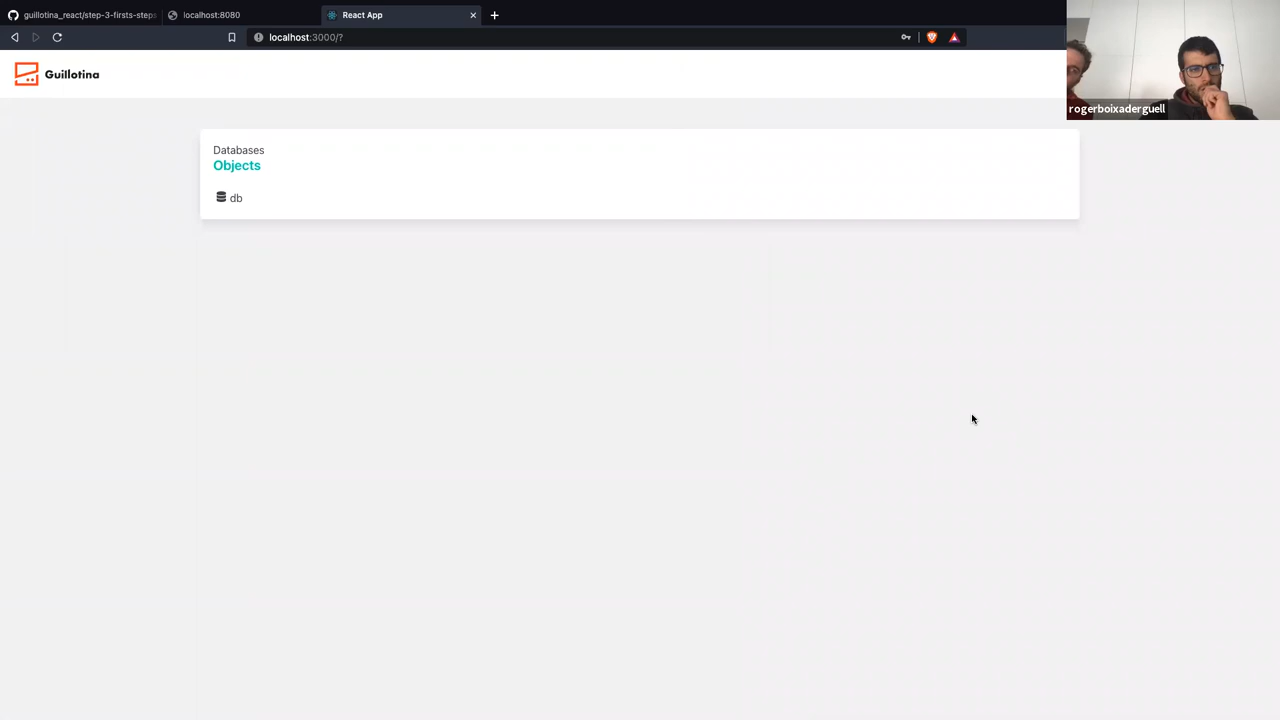 guillotina_react/step-3-firsts-steps
localhost:8080
React App
localhost:3000/?
Guillotina
rogerboixaderguell
Databases
Objects
db